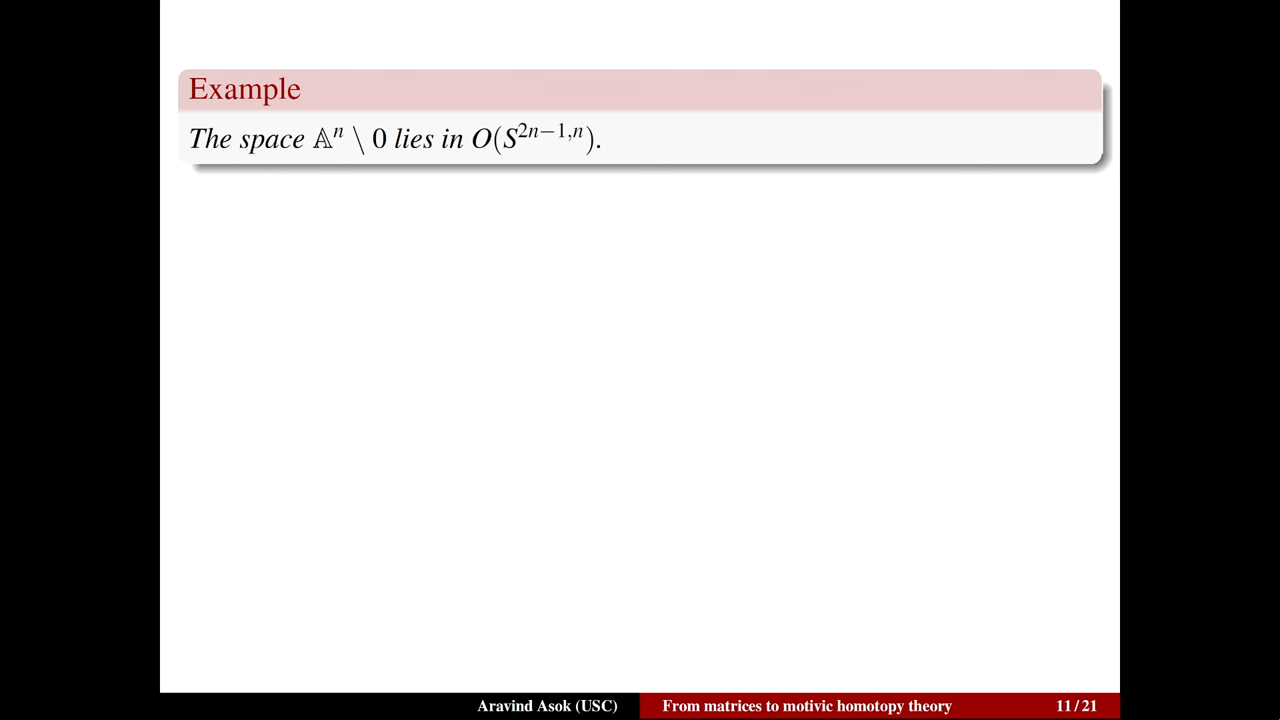 Example
The space 𝔸ⁿ \ 0 lies in O(S²ⁿ⁻¹,ⁿ).
Aravind Asok (USC) From matrices to motivic homotopy theory 11 / 21